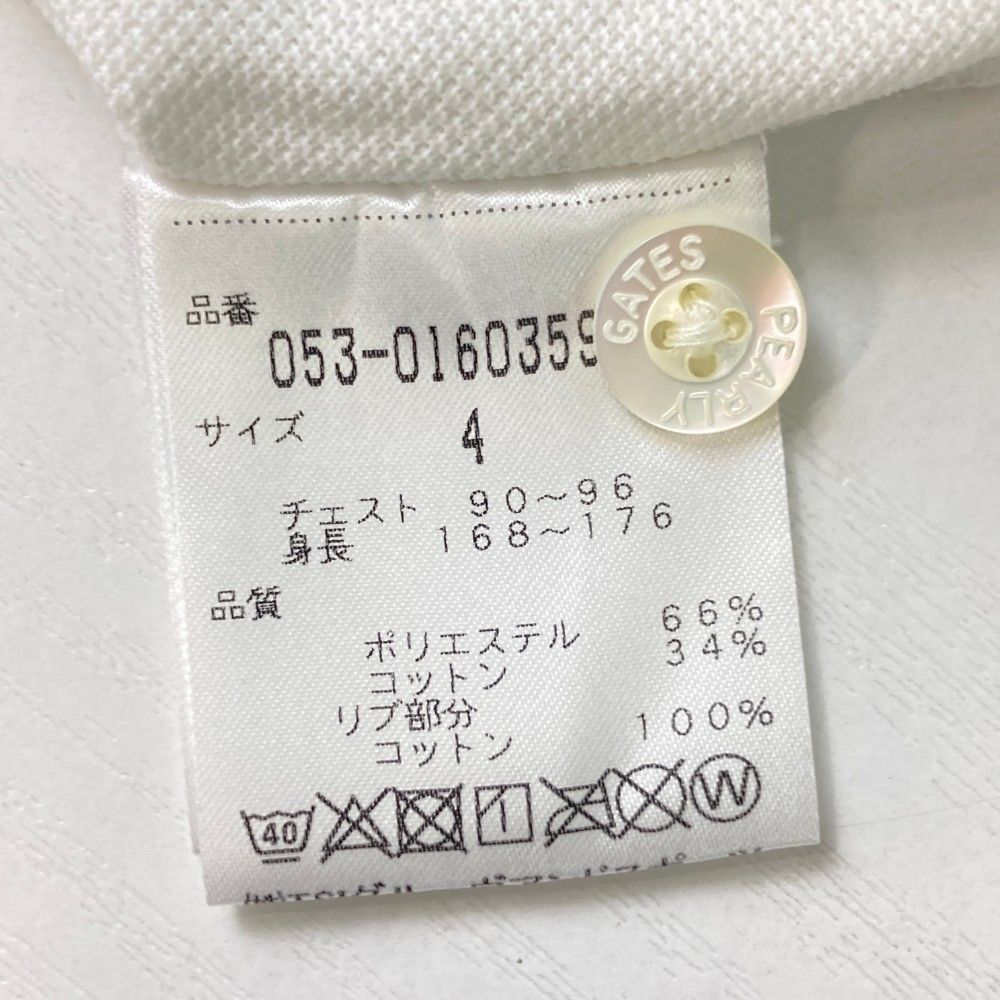 品番
053-0160359
サイズ 4
チェスト 90～96
身長 168～176
品質
ポリエステル 66%
コットン 34%
リブ部分
コットン 100%
40
W
PEARLY GATES